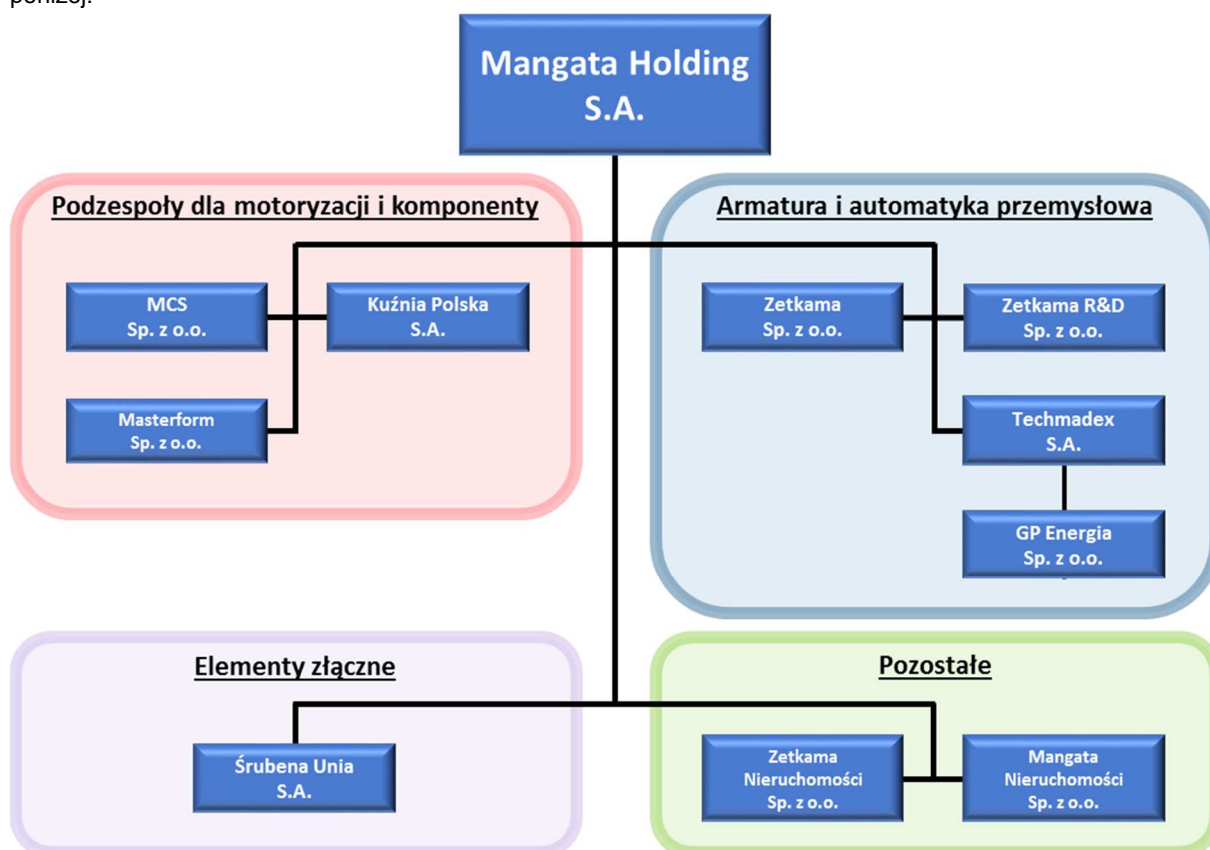 poniżej.
Mangata Holding
S.A.
Podzespoły dla motoryzacji i komponenty
MCS
Sp. z o.o.
Kuźnia Polska
S.A.
Masterform
Sp. z o.o.
Armatura i automatyka przemysłowa
Zetkama
Sp. z o.o.
Zetkama R&D
Sp. z o.o.
Techmadex
S.A.
GP Energia
Sp. z o.o.
Elementy złączne
Śrubena Unia
S.A.
Pozostałe
Zetkama
Nieruchomości
Sp. z o.o.
Mangata
Nieruchomości
Sp. z o.o.